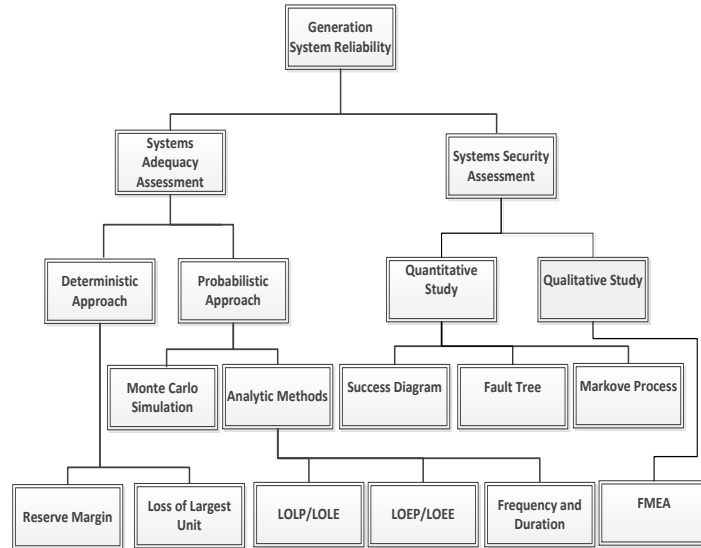 Generation
System Reliability
Systems
Adequacy
Assessment
Systems Security
Assessment
Deterministic
Approach
Probabilistic
Approach
Quantitative
Study
Qualitative Study
Monte Carlo
Simulation
Analytic Methods
Success Diagram
Fault Tree
Markove Process
Reserve Margin
Loss of Largest
Unit
LOLP/LOLE
LOEP/LOEE
Frequency and
Duration
FMEA